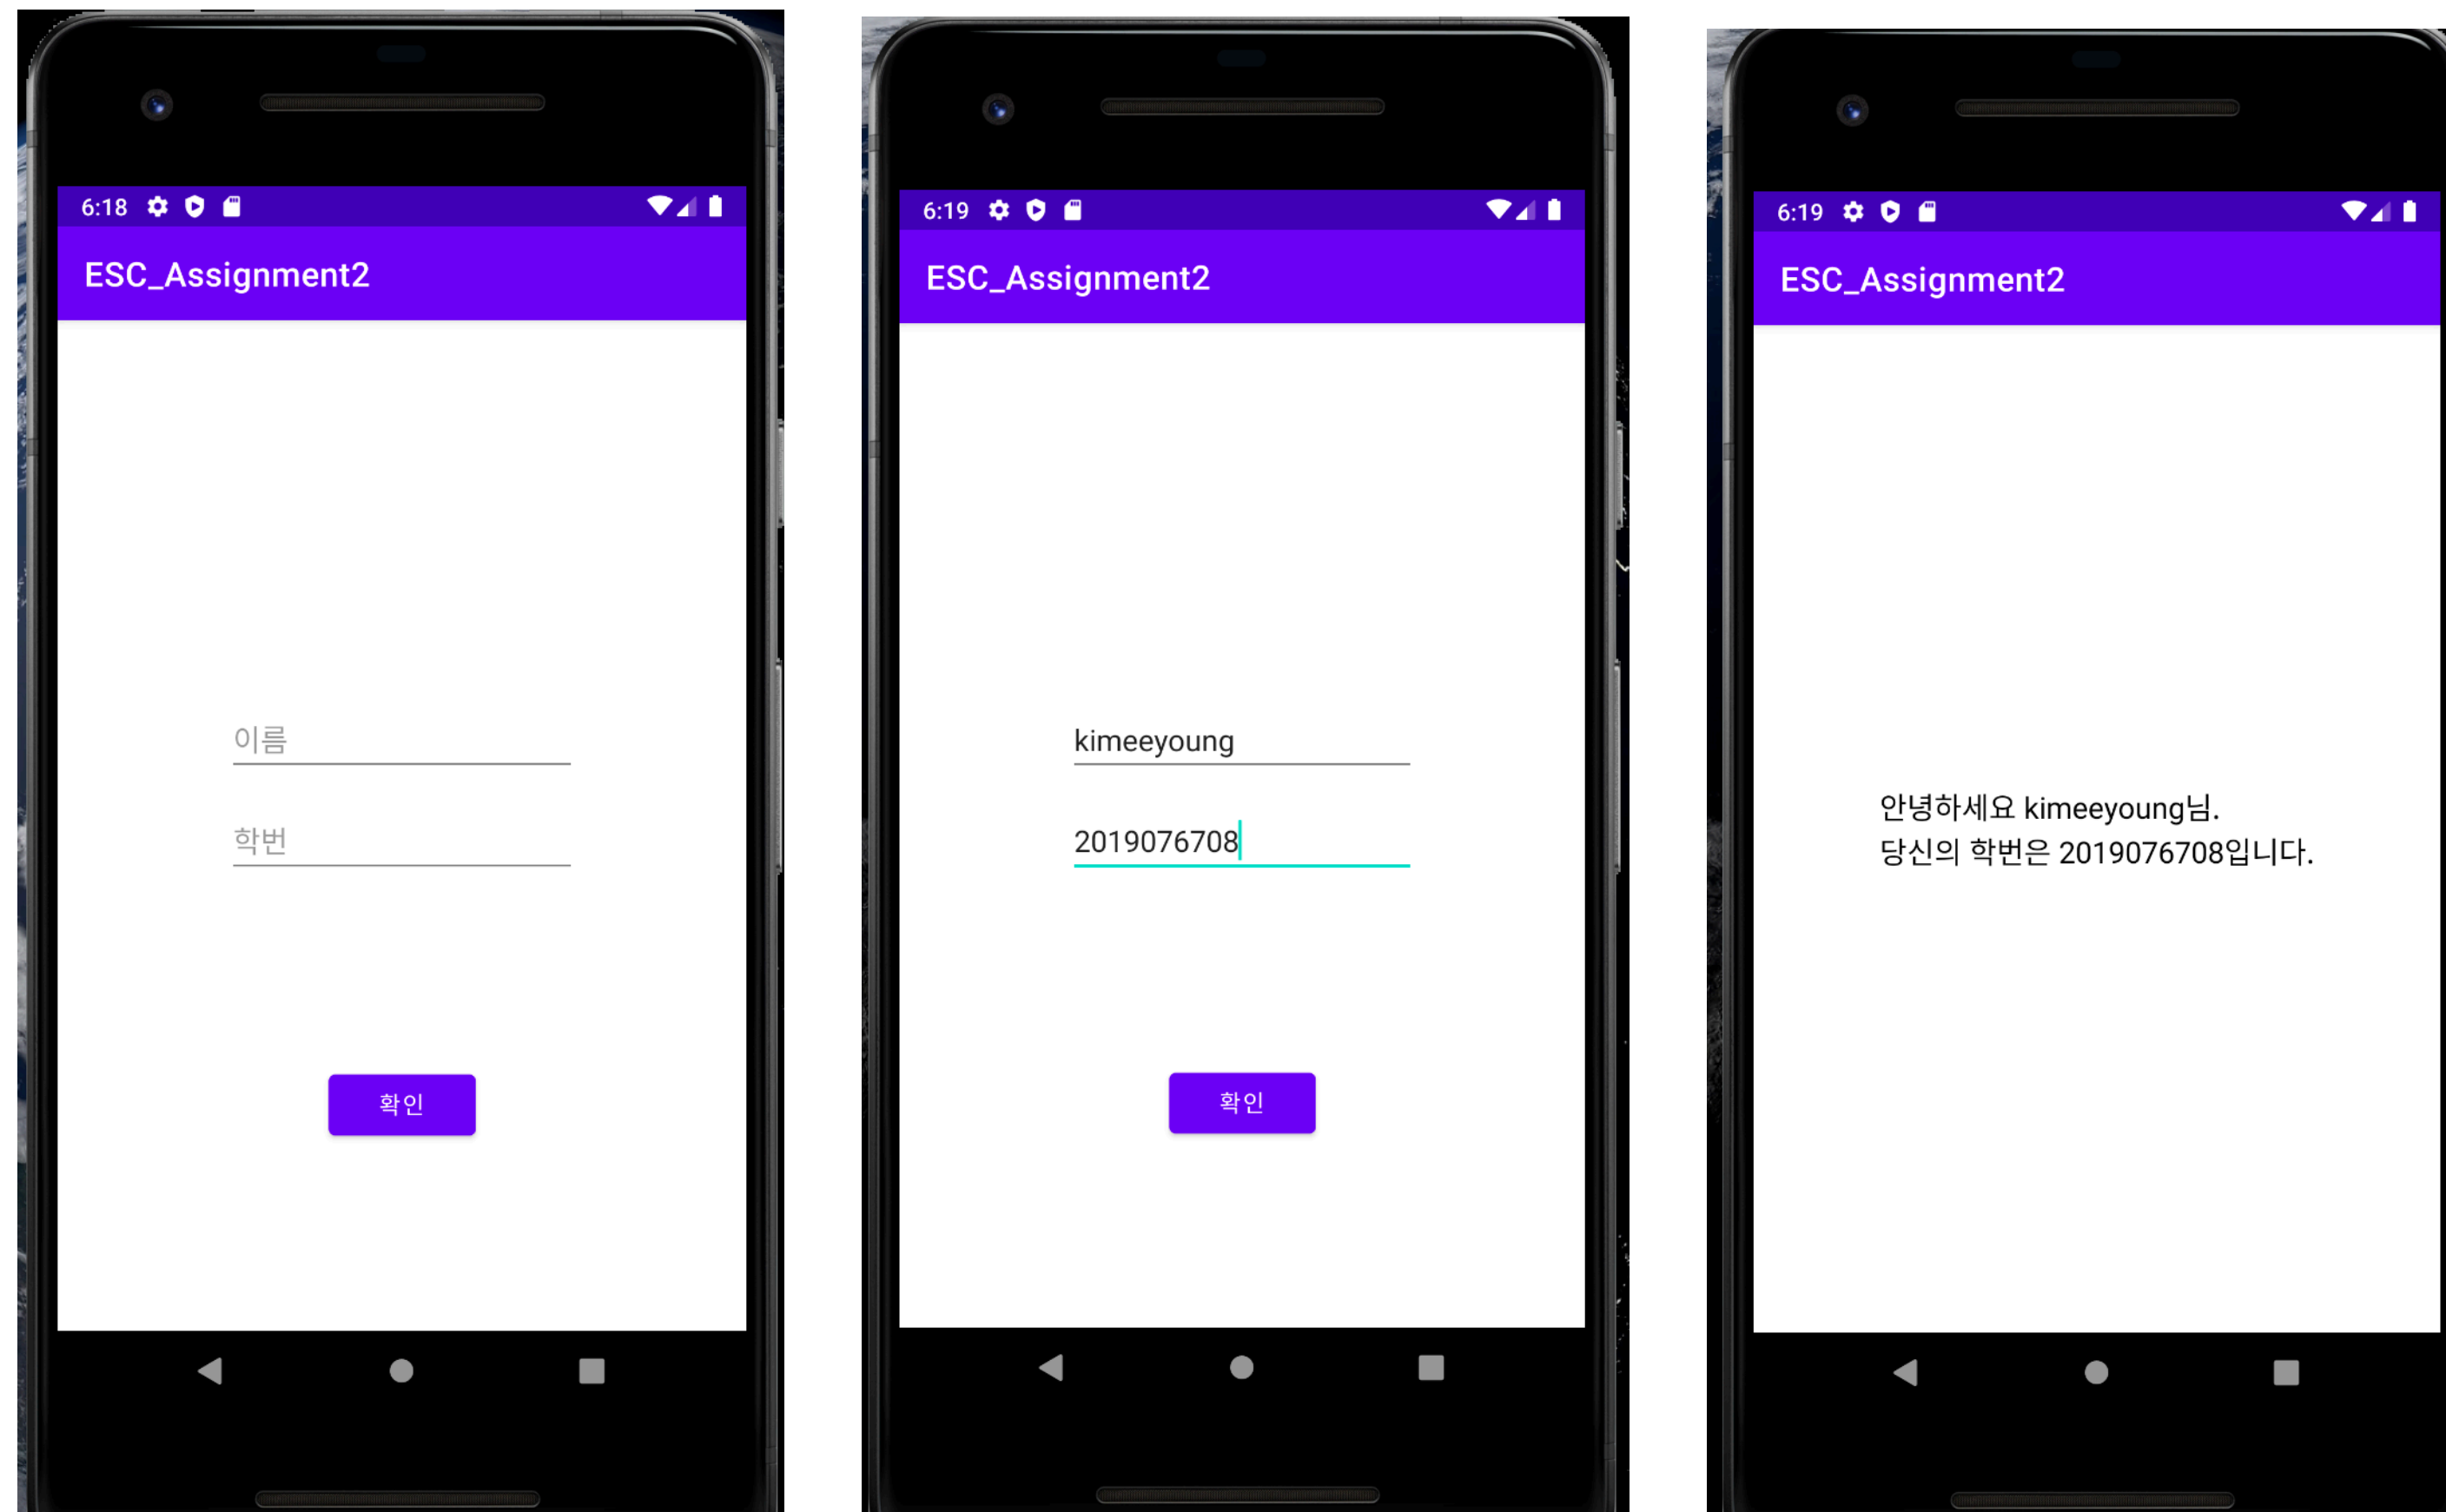 6:18
ESC_Assignment2
이름
학번
확인
6:19
ESC_Assignment2
kimeeyoung
2019076708
확인
6:19
ESC_Assignment2
안녕하세요 kimeeyoung님.
당신의 학번은 2019076708입니다.